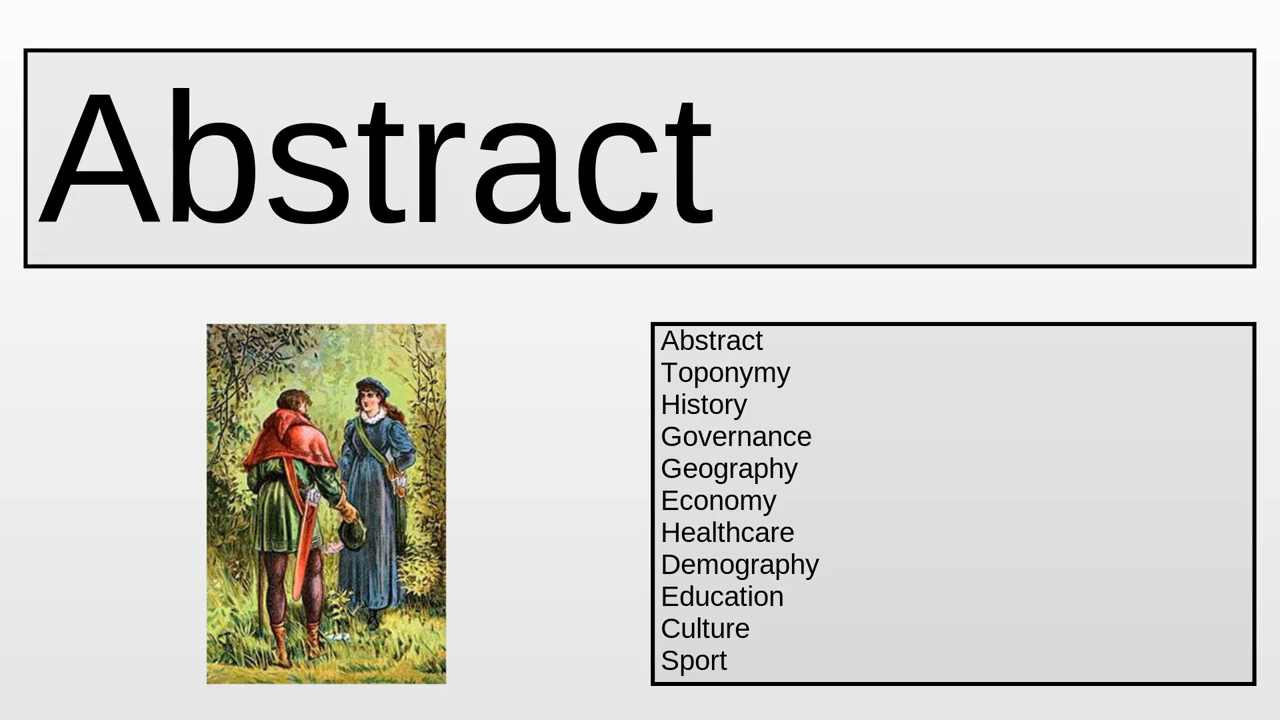 Abstract
Abstract
Toponymy
History
Governance
Geography
Economy
Healthcare
Demography
Education
Culture
Sport